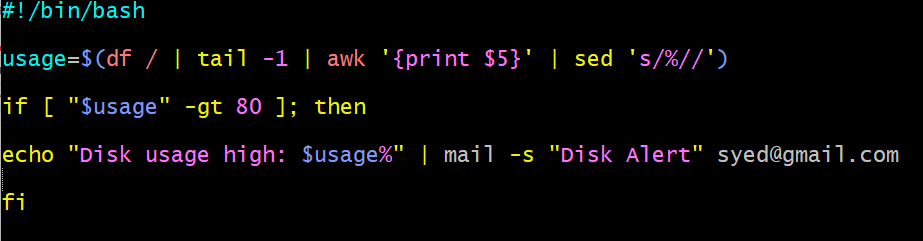 #!/bin/bash
usage=$(df / | tail -1 | awk '{print $5}' | sed 's/%//')
if [ "$usage" -gt 80 ]; then
echo "Disk usage high: $usage%" | mail -s "Disk Alert" syed@gmail.com
fi